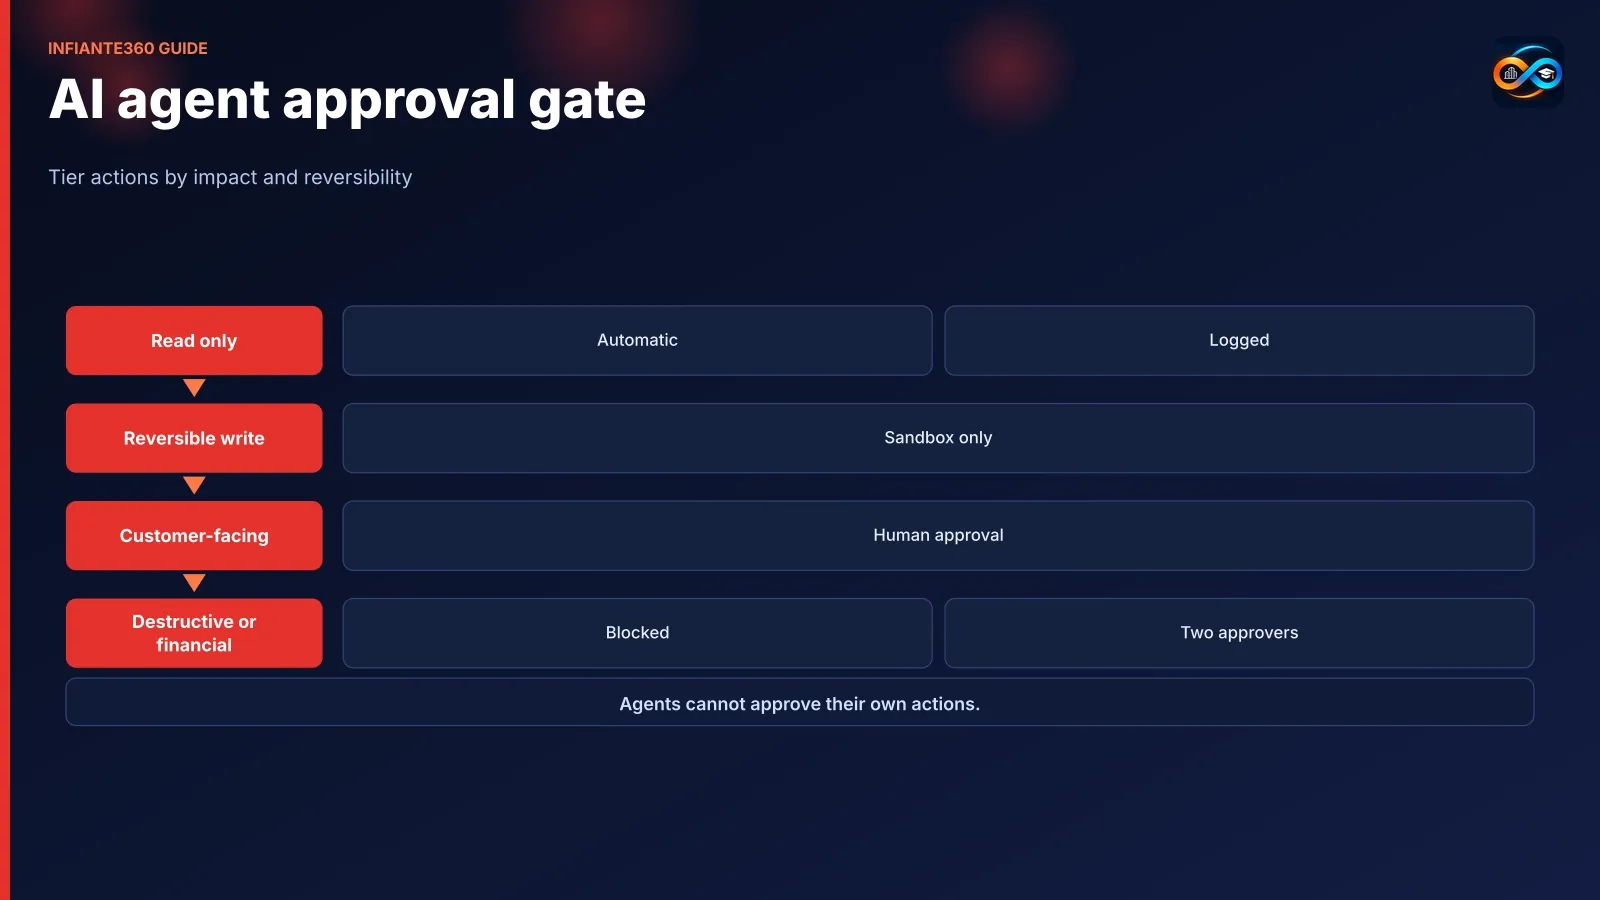 INFIANTE360 GUIDE
AI agent approval gate
Tier actions by impact and reversibility
Read only
Automatic
Logged
Reversible write
Sandbox only
Customer-facing
Human approval
Destructive or
financial
Blocked
Two approvers
Agents cannot approve their own actions.